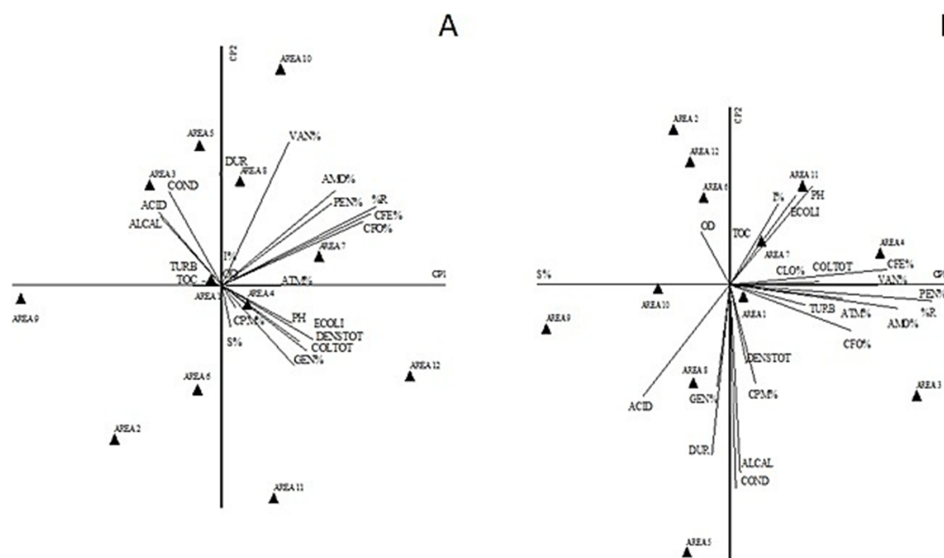 A
CP2
AREA 10
AREA 5
VAN%
DUR
AREA 8
AREA 3
COND
AMD%
ACID
PEN%
%R
ALCAL
CFE%
CFO%
AREA 7
I%
TURB
OD
TOC
ATM%
CP1
AREA 4
AREA 9
CPM%
PH
ECOLI
S%
DENSTOT
COLTOT
GEN%
AREA 12
AREA 6
AREA 2
AREA 11
CP2
AREA 2
AREA 12
AREA 11
AREA 6
I%
PH
ECOLI
OD
TOC
AREA 7
AREA 4
CLO%
COLTOT
CFE%
S%
VAN%
AREA 10
PEN%
AREA 1
TURB
ATM%
%R
AREA 9
AMD%
CFO%
DENSTOT
AREA 8
AREA 3
GEN%
CPM%
ACID
DUR
ALCAL
COND
AREA 5